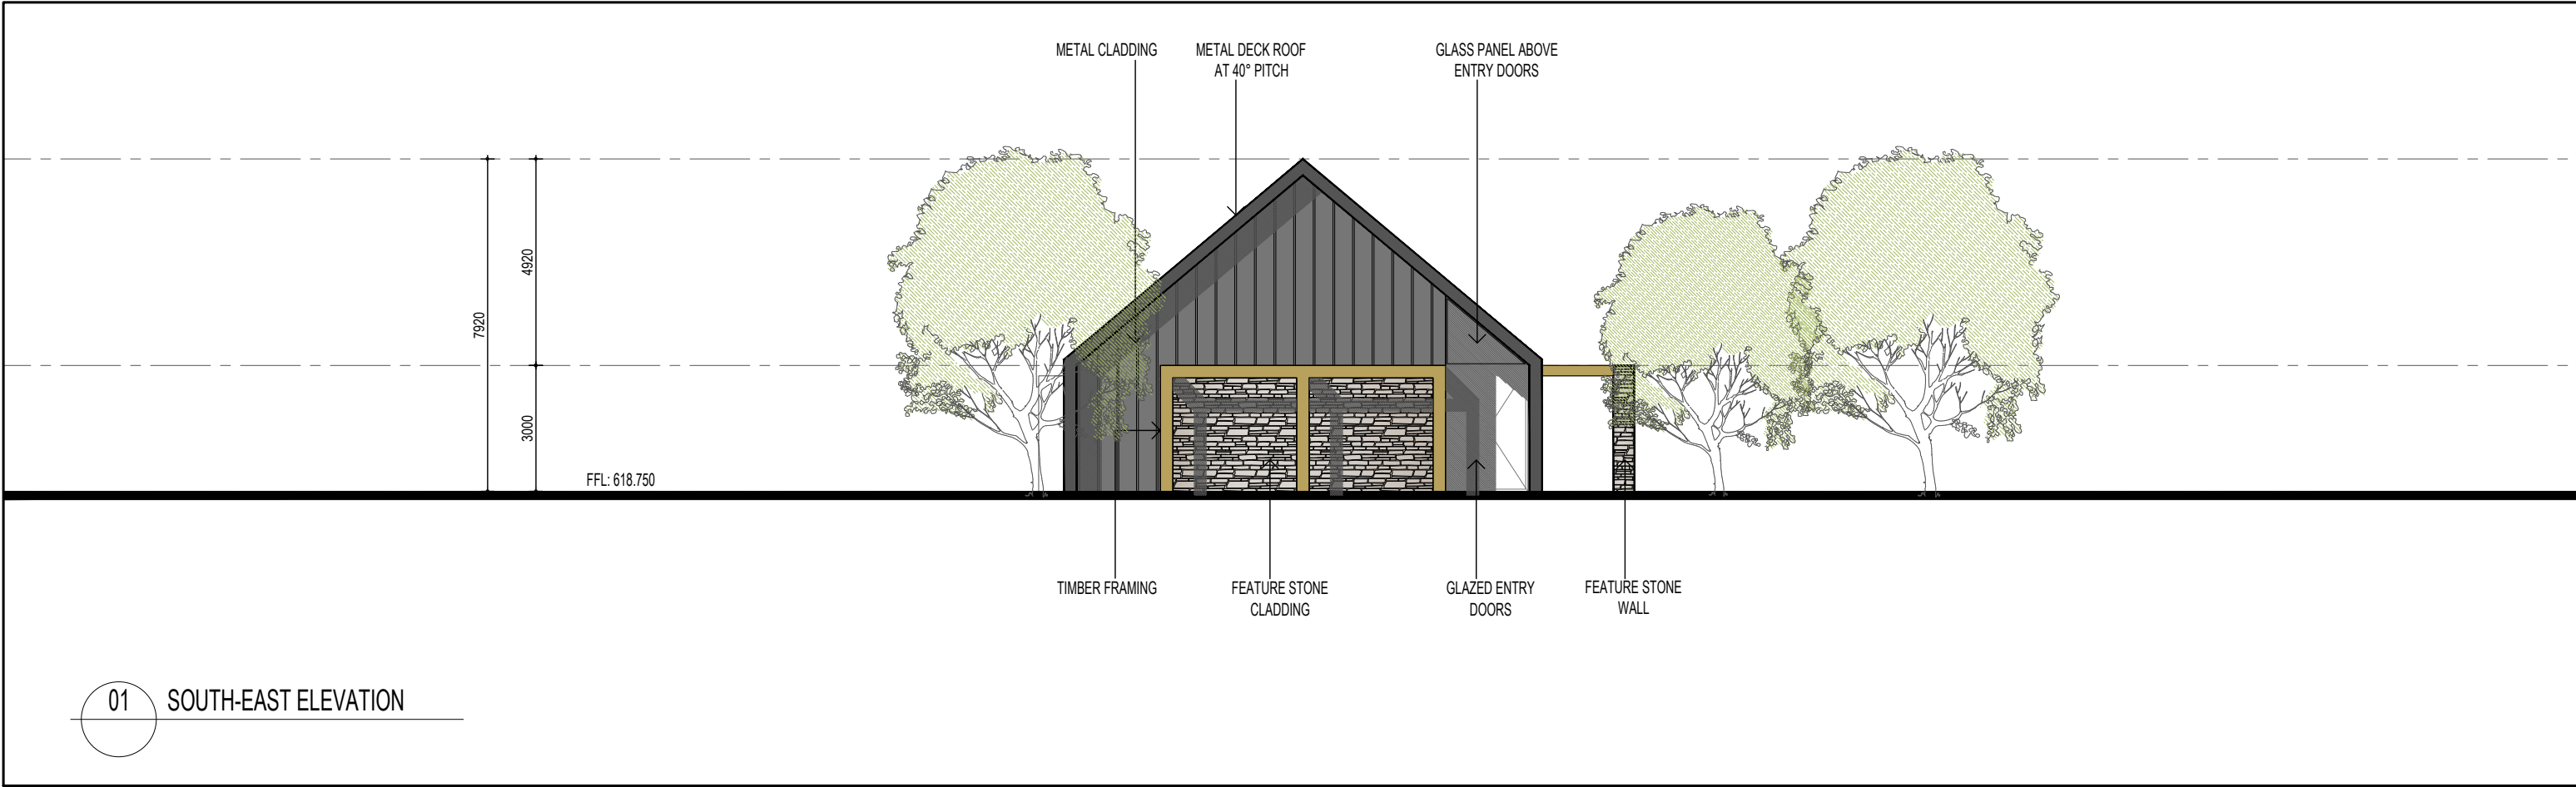 METAL CLADDING
METAL DECK ROOF
AT 40° PITCH
GLASS PANEL ABOVE
ENTRY DOORS
4920
7920
3000
FFL: 618.750
TIMBER FRAMING
FEATURE STONE
CLADDING
GLAZED ENTRY
DOORS
FEATURE STONE
WALL
01
SOUTH-EAST ELEVATION